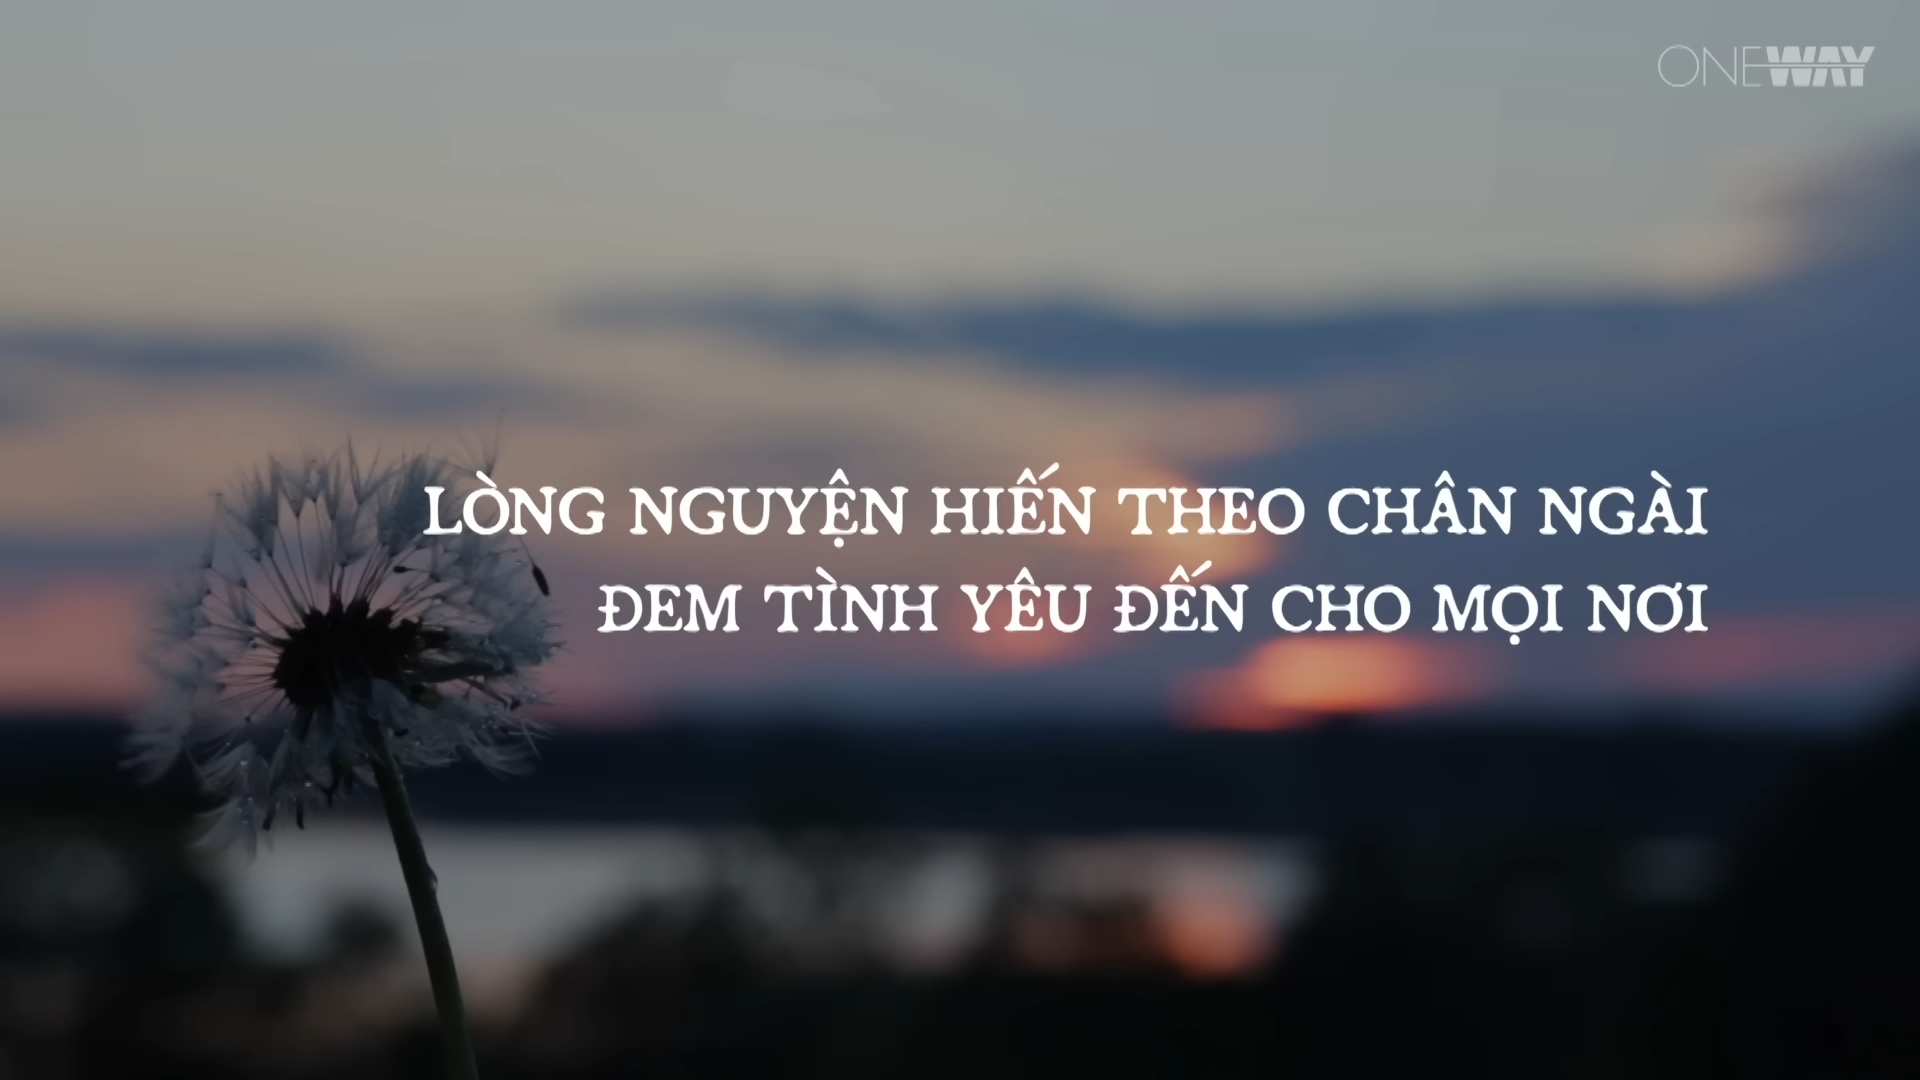 ONEWAY
LÒNG NGUYỆN HIẾN THEO CHÂN NGÀI
ĐEM TÌNH YÊU ĐẾN CHO MỌI NƠI